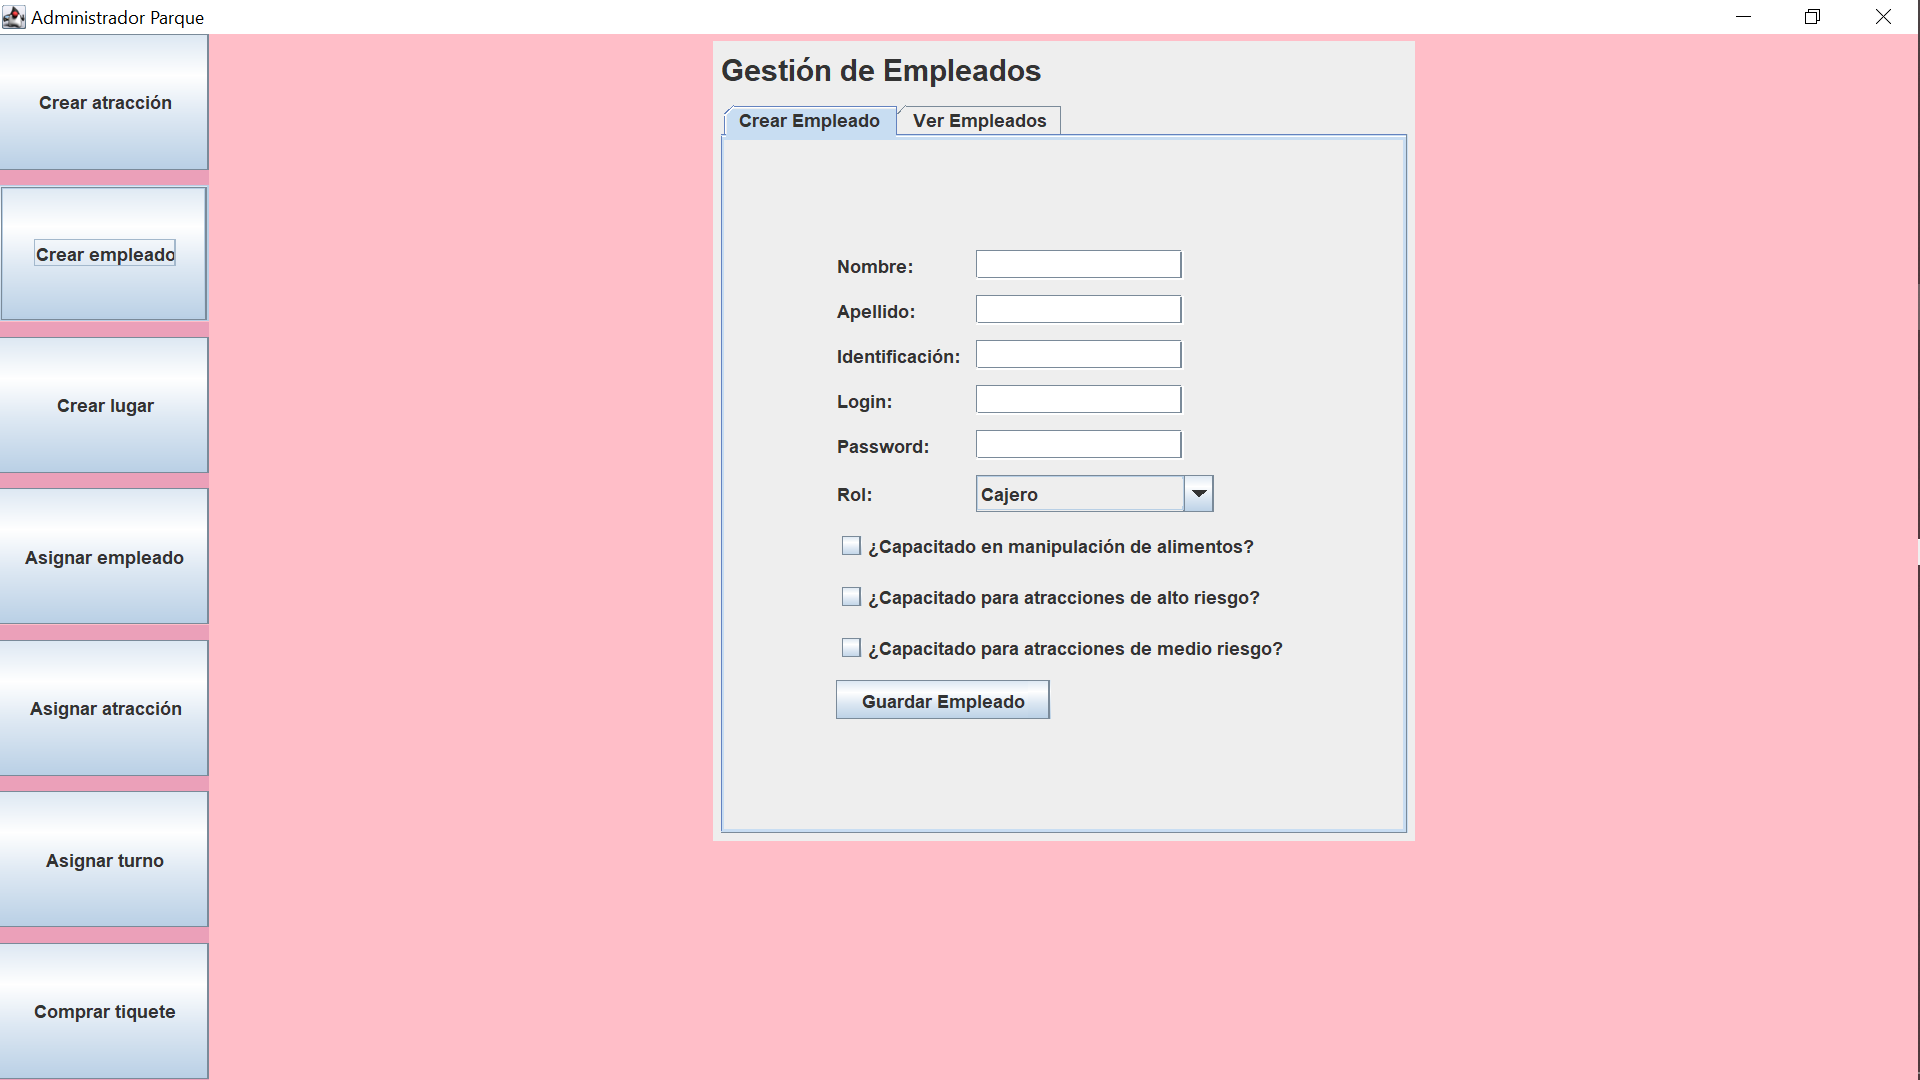 Administrador Parque
Crear atracción
Crear empleado
Crear lugar
Asignar empleado
Asignar atracción
Asignar turno
Comprar tiquete
Gestión de Empleados
Crear Empleado
Ver Empleados
Nombre:
Apellido:
Identificación:
Login:
Password:
Rol: Cajero
¿Capacitado en manipulación de alimentos?
¿Capacitado para atracciones de alto riesgo?
¿Capacitado para atracciones de medio riesgo?
Guardar Empleado